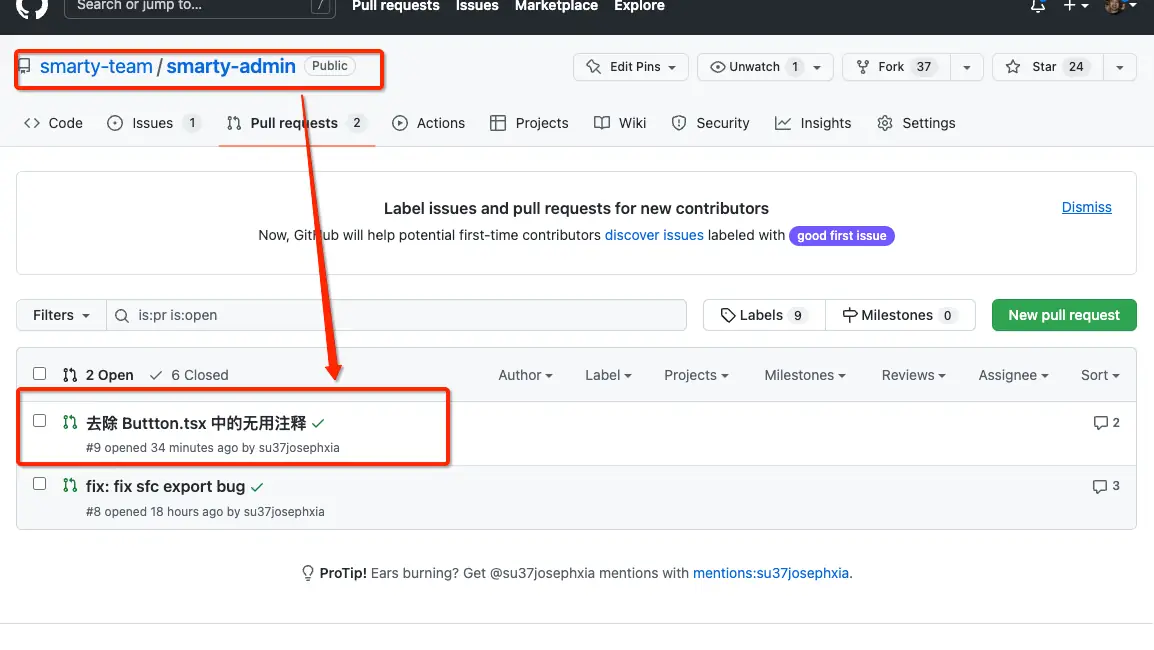 Search or jump to... / Pull requests Issues Marketplace Explore
smarty-team / smarty-admin Public Edit Pins Unwatch 1 Fork 37 Star 24
Code Issues 1 Pull requests 2 Actions Projects Wiki Security Insights Settings
Label issues and pull requests for new contributors Dismiss
Now, GitHub will help potential first-time contributors discover issues labeled with good first issue
Filters is:pr is:open Labels 9 Milestones 0 New pull request
2 Open 6 Closed Author Label Projects Milestones Reviews Assignee Sort
去除 Buttton.tsx 中的无用注释 2
#9 opened 34 minutes ago by su37josephxia
fix: fix sfc export bug 3
#8 opened 18 hours ago by su37josephxia
ProTip! Ears burning? Get @su37josephxia mentions with mentions:su37josephxia.